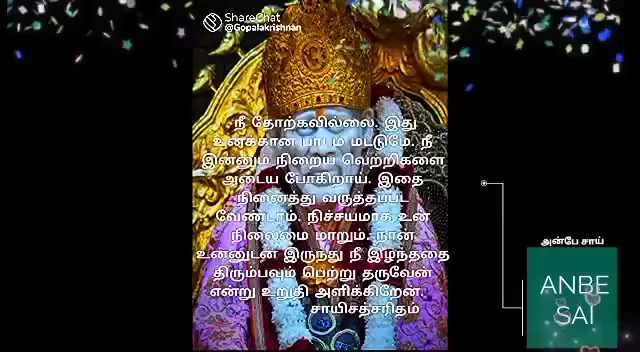 ShareChat
@Gopalakrishnan
நீ தோற்கவில்லை. இது
உனக்கான பாடம் மட்டுமே. நீ
இன்னும் நிறைய வெற்றிகளை
அடைய போகிறாய். இதை
நினைத்து வருத்தப்பட
வேண்டாம். நிச்சயமாக உன்
நிலைமை மாறும். நான்
உன்னுடன் இருந்து நீ இழந்ததை
திரும்பவும் பெற்று தருவேன்
என்று உறுதி அளிக்கிறேன்.
சாயிசத்சரிதம்
அன்பே சாய்
ANBE
SAI